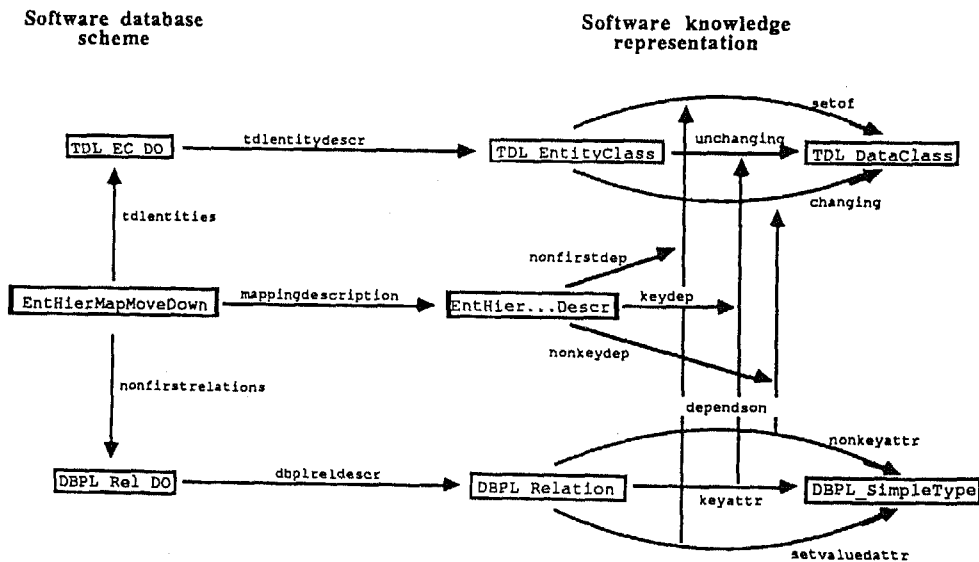 Software database
scheme
Software knowledge
representation
setof
tdlentitydescr
unchanging
TDL EC DO
TDL EntityClass
TDL DataClass
changing
tdlentities
nonfirstdep
EntHierMapMoveDown
mappingdescription
EntHier...Descr
keydep
nonkeydep
nonfirstrelations
dependson
nonkeyattr
dbplreldescr
DBPL Rel DO
DBPL Relation
keyattr
DBPL_SimpleType
setvaluedattr